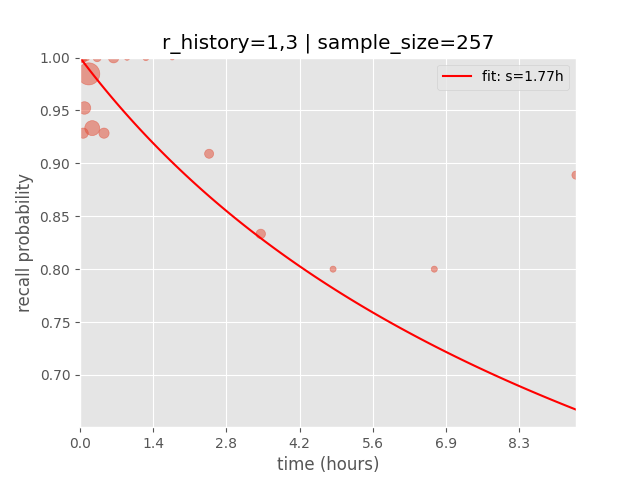 r_history=1,3 | sample_size=257
fit: s=1.77h
recall probability
1.00
0.95
0.90
0.85
0.80
0.75
0.70
0.0 1.4 2.8 4.2 5.6 6.9 8.3
time (hours)